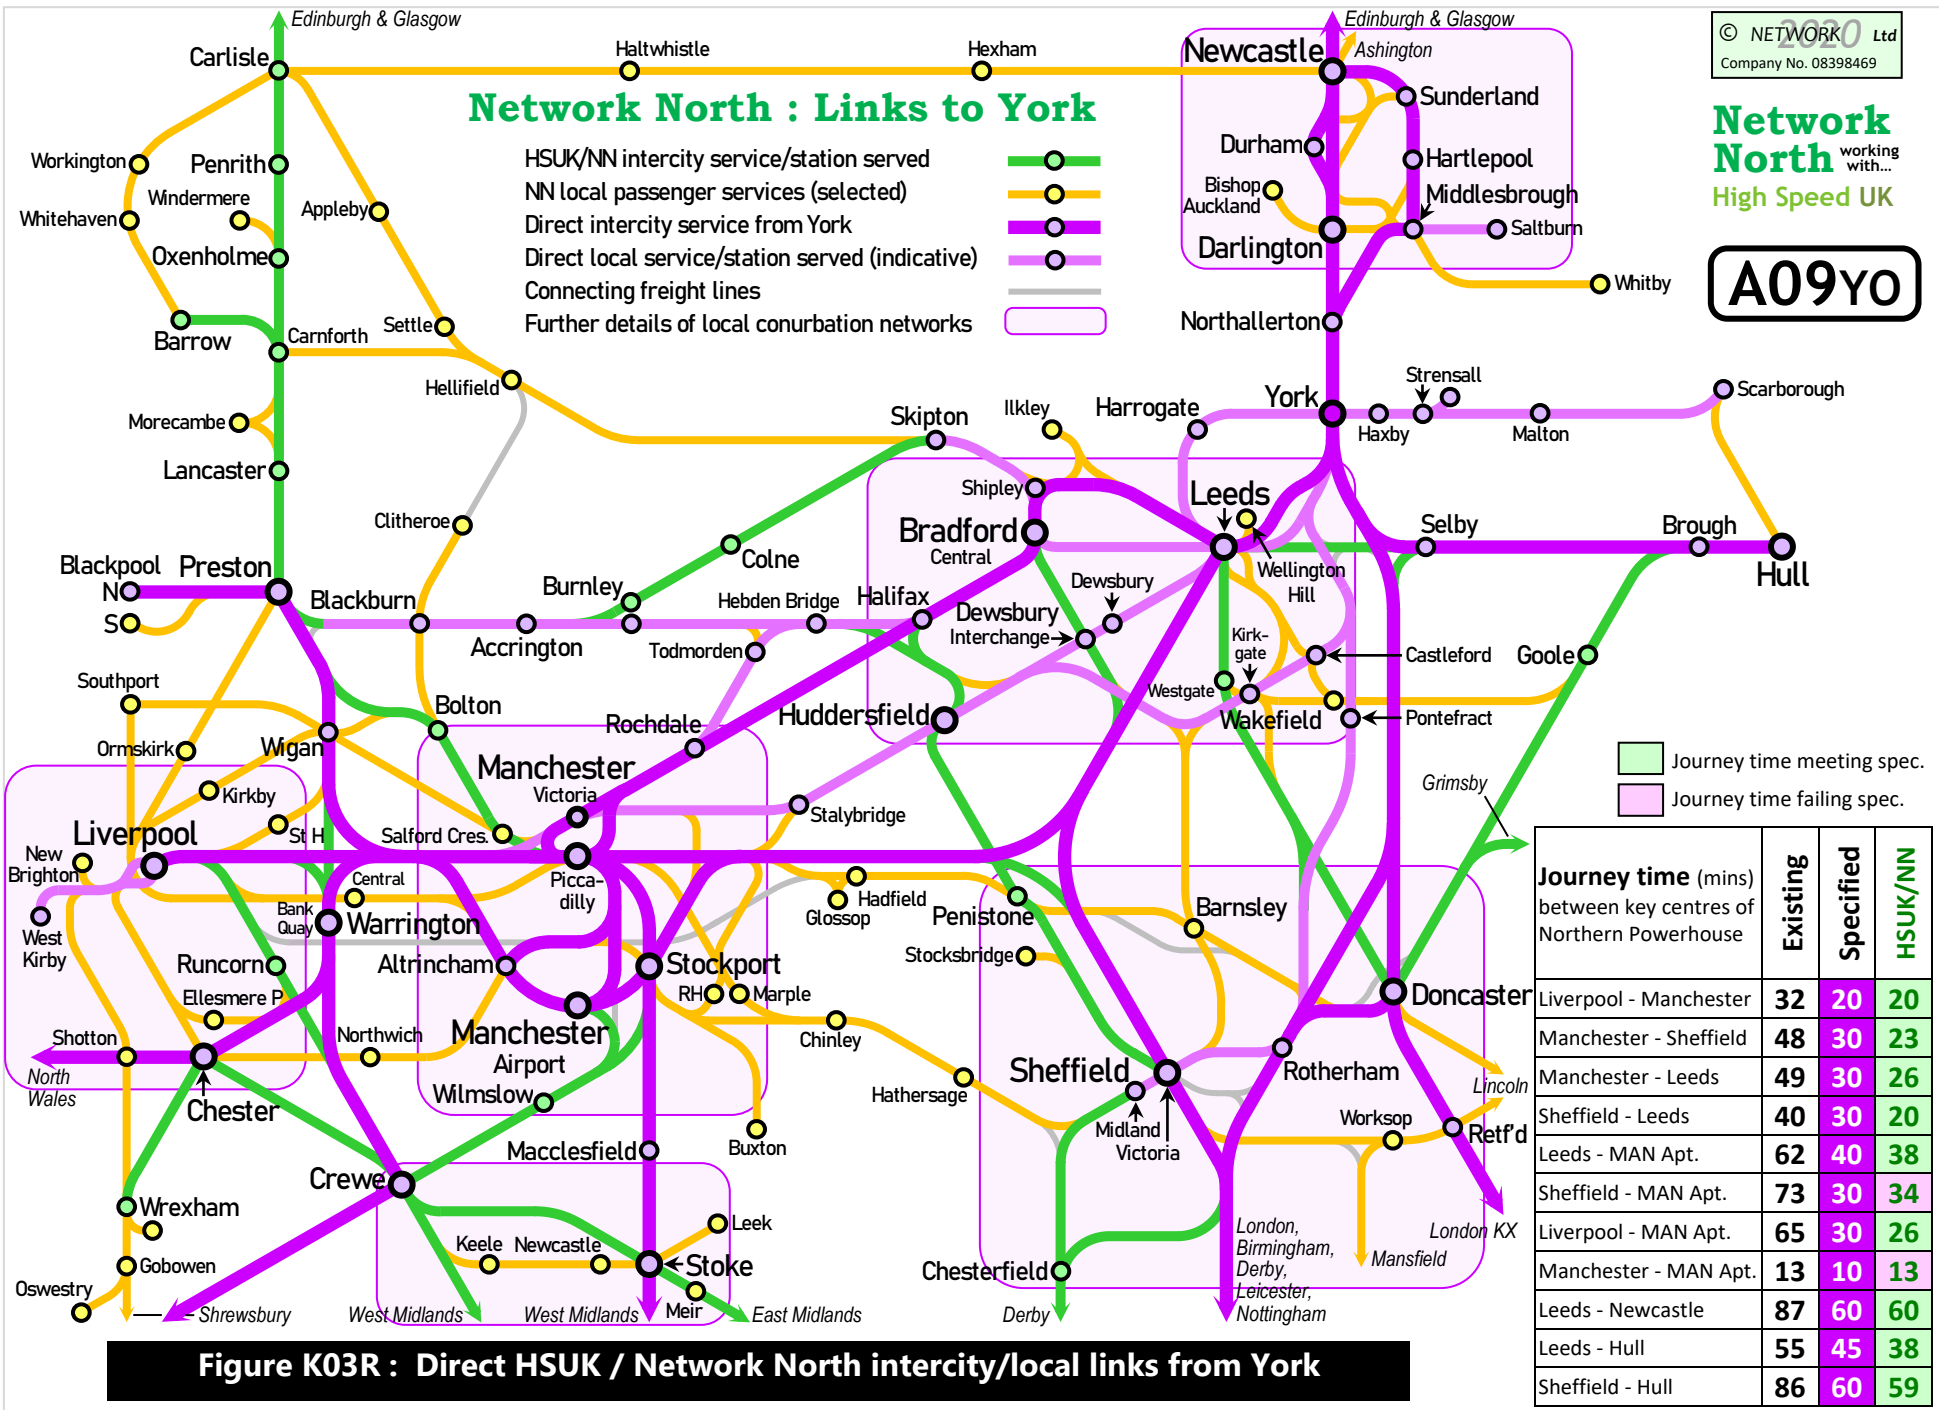 Edinburgh & Glasgow
Edinburgh & Glasgow
© NETWORK 2020 Ltd
Company No. 08398469
Carlisle
Haltwhistle
Hexham
Newcastle
Ashington
Network North : Links to York
Sunderland
Network
North working
with...
High Speed UK
HSUK/NN intercity service/station served
NN local passenger services (selected)
Direct intercity service from York
Direct local service/station served (indicative)
Connecting freight lines
Further details of local conurbation networks
Workington
Penrith
Windermere
Whitehaven
Appleby
Oxenholme
Durham
Hartlepool
Bishop
Auckland
Middlesbrough
Saltburn
Darlington
Whitby
A09YO
Barrow
Carnforth
Settle
Northallerton
Hellifield
Strensall
Scarborough
Morecambe
Skipton
Ilkley
Harrogate
York
Haxby
Malton
Lancaster
Shipley
Leeds
Clitheroe
Bradford
Central
Selby
Brough
Hull
Colne
Wellington
Hill
Blackpool
N
S
Preston
Blackburn
Burnley
Hebden Bridge
Halifax
Dewsbury
Dewsbury
Interchange
Accrington
Todmorden
Kirk-
gate
Castleford
Goole
Southport
Westgate
Wakefield
Pontefract
Bolton
Rochdale
Huddersfield
Ormskirk
Wigan
Manchester
Victoria
Kirkby
Grimsby
Journey time meeting spec.
Journey time failing spec.
Liverpool
St H
Salford Cres.
Stalybridge
New
Brighton
Central
Picca-
dilly
Hadfield
Glossop
Penistone
Barnsley
West
Kirby
Bank
Quay
Warrington
Runcorn
Altrincham
Stockport
Stocksbridge
Ellesmere P
RH
Marple
Doncaster
Shotton
Northwich
Manchester
Airport
Chinley
North
Wales
Chester
Wilmslow
Hathersage
Sheffield
Rotherham
Lincoln
Midland
Victoria
Worksop
Retf'd
Macclesfield
Buxton
Crewe
Wrexham
Leek
London,
Birmingham,
Derby,
Leicester,
Nottingham
London KX
Mansfield
Keele
Newcastle
Stoke
Gobowen
Chesterfield
Oswestry
Meir
Shrewsbury
West Midlands
West Midlands
East Midlands
Derby
Journey time (mins)
between key centres of
Northern Powerhouse
Existing
Specified
HSUK/NN
Liverpool - Manchester 32 20 20
Manchester - Sheffield 48 30 23
Manchester - Leeds 49 30 26
Sheffield - Leeds 40 30 20
Leeds - MAN Apt. 62 40 38
Sheffield - MAN Apt. 73 30 34
Liverpool - MAN Apt. 65 30 26
Manchester - MAN Apt. 13 10 13
Leeds - Newcastle 87 60 60
Leeds - Hull 55 45 38
Sheffield - Hull 86 60 59
Figure K03R : Direct HSUK / Network North intercity/local links from York